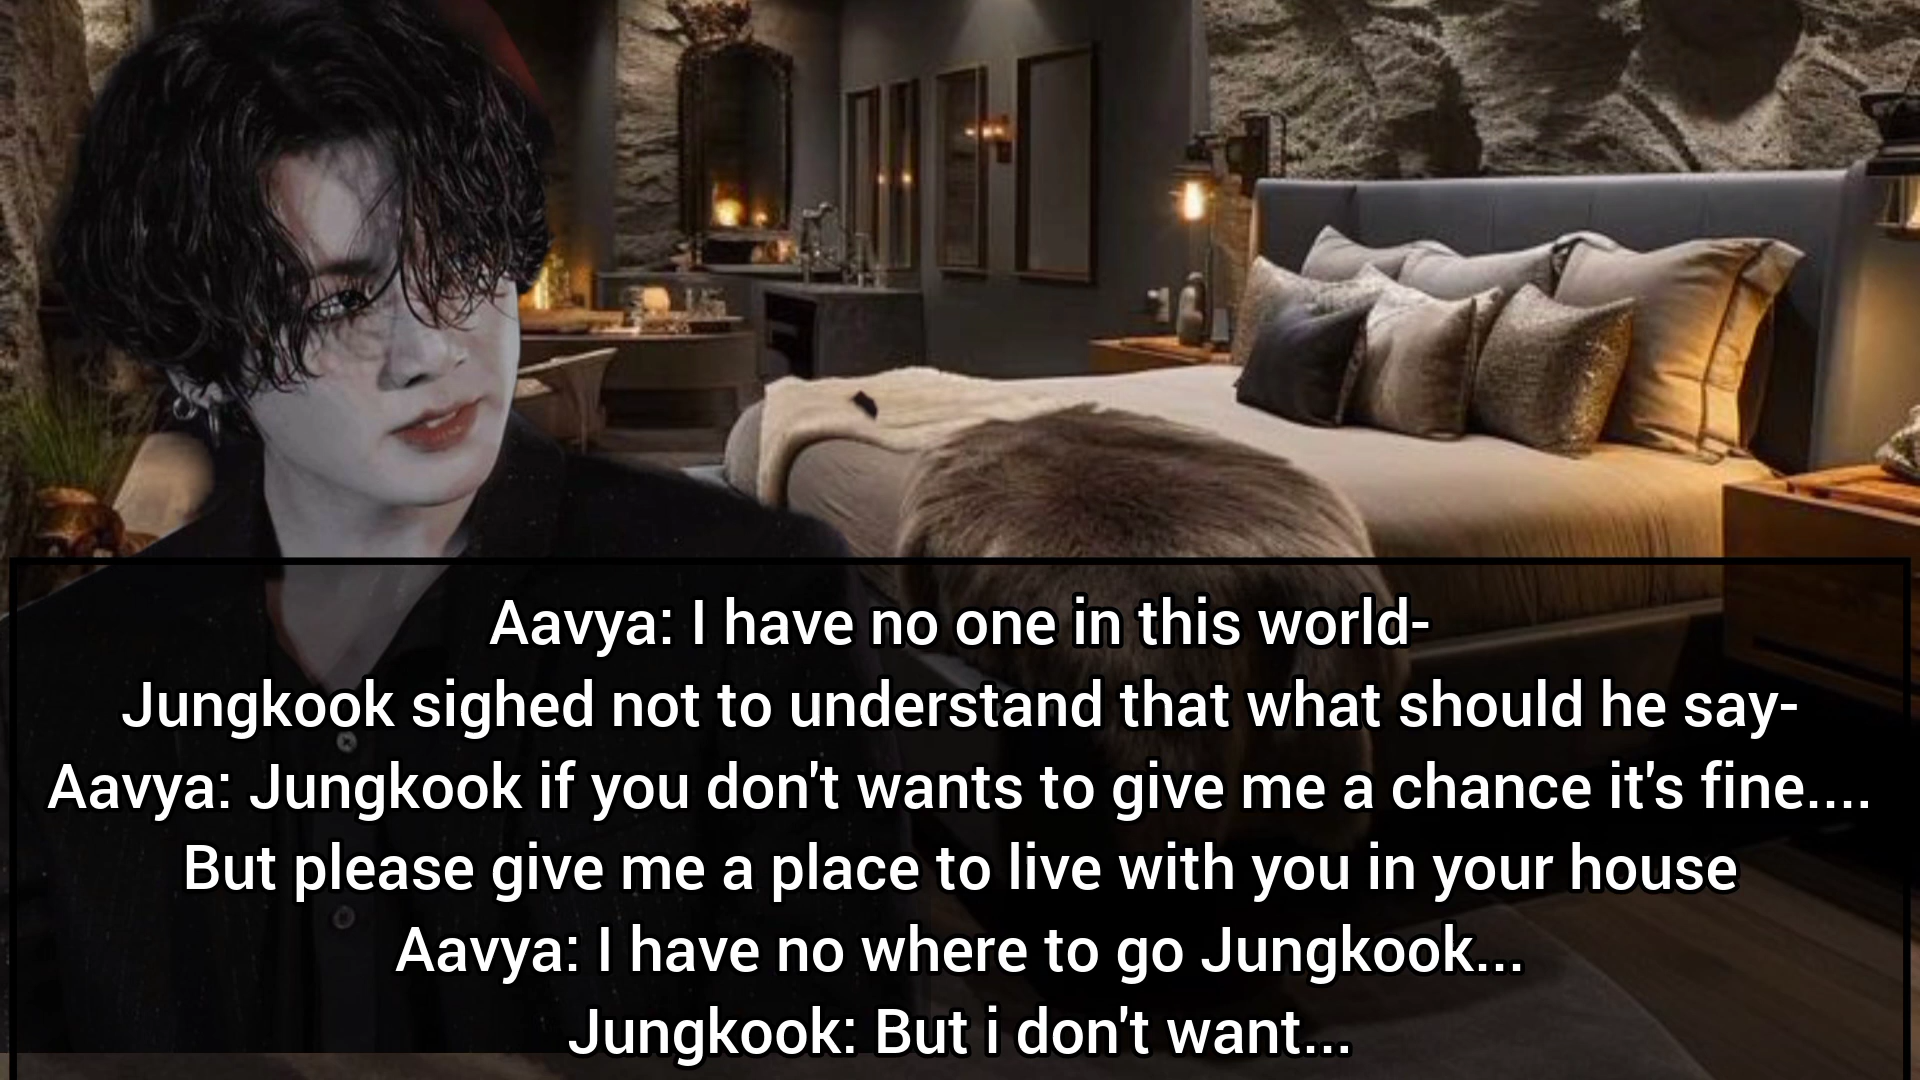 Aavya: I have no one in this world-
Jungkook sighed not to understand that what should he say-
Aavya: Jungkook if you don't wants to give me a chance it's fine....
But please give me a place to live with you in your house
Aavya: I have no where to go Jungkook...
Jungkook: But i don't want...